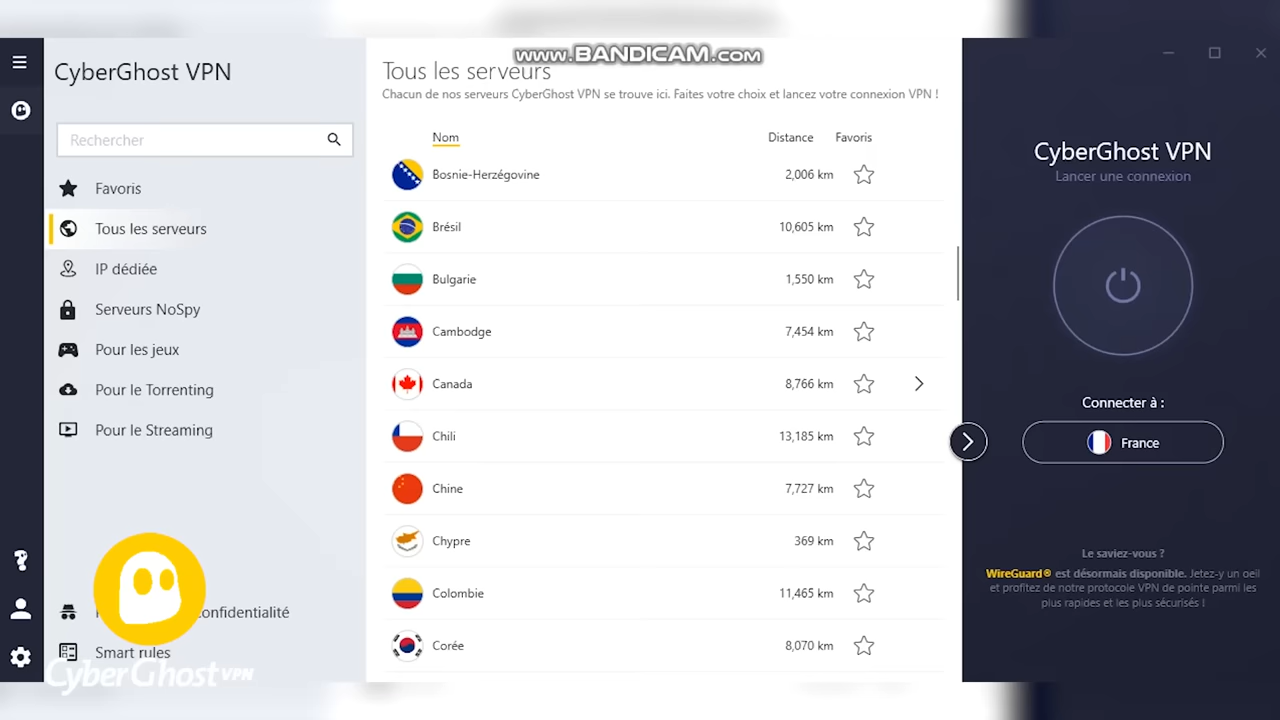 www.BANDICAM.com
CyberGhost VPN
Rechercher
Favoris
Tous les serveurs
IP dédiée
Serveurs NoSpy
Pour les jeux
Pour le Torrenting
Pour le Streaming
confidentialité
Smart rules
CyberGhost VPN
Tous les serveurs
Chacun de nos serveurs CyberGhost VPN se trouve ici. Faites votre choix et lancez votre connexion VPN !
Nom Distance Favoris
Bosnie-Herzégovine 2,006 km
Brésil 10,605 km
Bulgarie 1,550 km
Cambodge 7,454 km
Canada 8,766 km
Chili 13,185 km
Chine 7,727 km
Chypre 369 km
Colombie 11,465 km
Corée 8,070 km
CyberGhost VPN
Lancer une connexion
Connecter à :
France
Le saviez-vous ?
WireGuard® est désormais disponible. Jetez-y un oeil
et profitez de notre protocole VPN de pointe parmi les
plus rapides et les plus sécurisés !